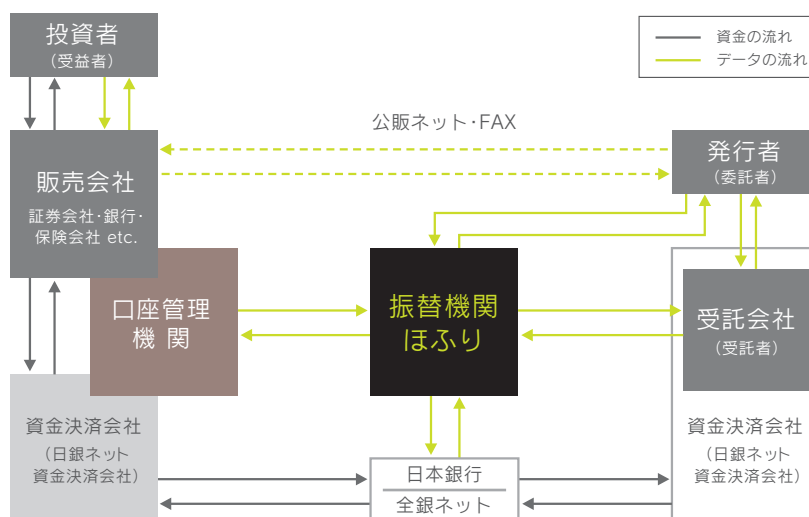 投資者
（受益者）
資金の流れ
データの流れ
公販ネット・FAX
発行者
（委託者）
販売会社
証券会社・銀行・
保険会社 etc.
口座管理
機 関
振替機関
ほふり
受託会社
（受託者）
資金決済会社
（日銀ネット
資金決済会社）
日本銀行
全銀ネット
資金決済会社
（日銀ネット
資金決済会社）